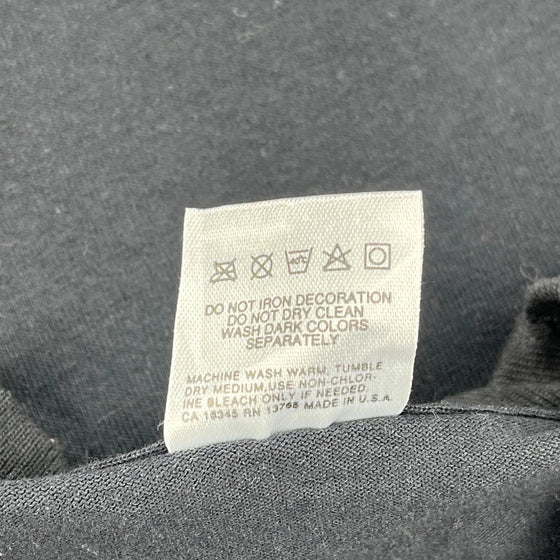 DO NOT IRON DECORATION
DO NOT DRY CLEAN
WASH DARK COLORS
SEPARATELY
MACHINE WASH WARM, TUMBLE
DRY MEDIUM,USE NON-CHLOR-
INE BLEACH ONLY IF NEEDED.
CA 18345 RN 13765 MADE IN U.S.A.